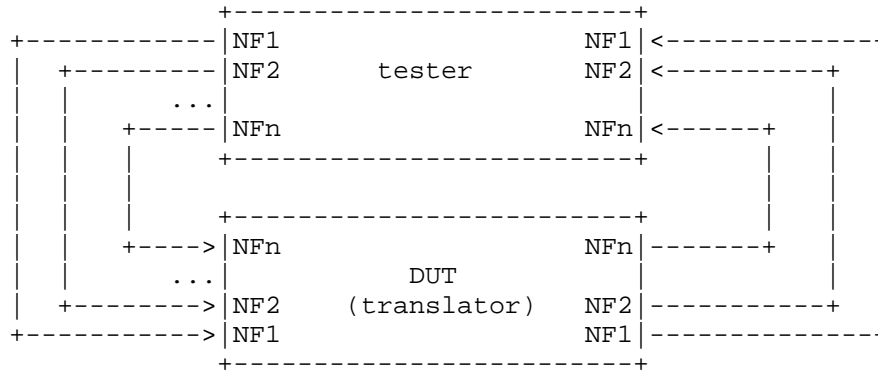 NF1 NF1
NF2 tester NF2
...
NFn NFn
NFn NFn
... DUT
NF2 (translator) NF2
NF1 NF1